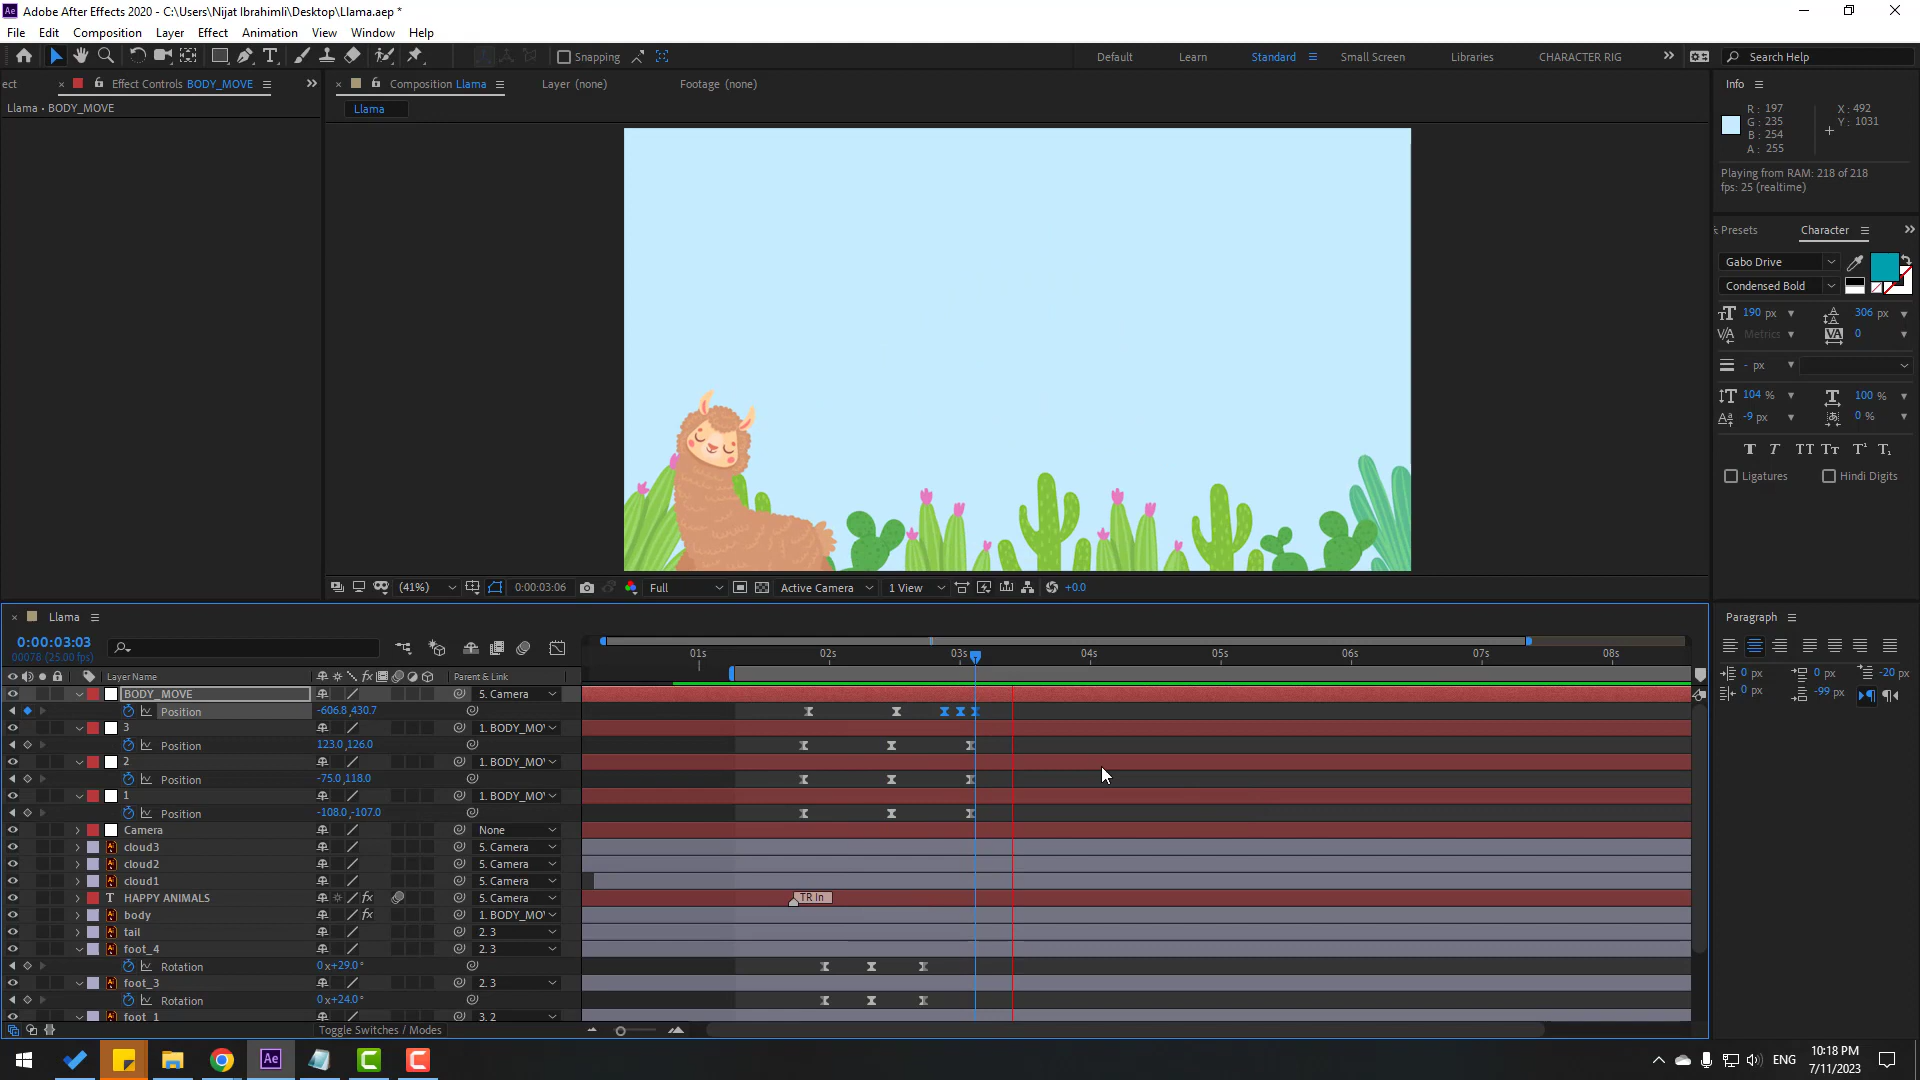 Adobe After Effects 2020 - C:\Users\Nijat Ibrahimli\Desktop\Llama.aep *
File Edit Composition Layer Effect Animation View Window Help
Snapping
Default Learn Standard Small Screen Libraries CHARACTER RIG Search Help
ect Effect Controls BODY_MOVE
Composition Llama Layer (none) Footage (none)
Llama • BODY_MOVE
Llama
Info
R : 197 X : 492
G : 235 Y : 1031
B : 254
A : 255
Playing from RAM: 218 of 218
fps: 25 (realtime)
Presets Character
Gabo Drive
Condensed Bold
190 px 306 px
Metrics 0
- px
104 % 100 %
-9 px 0 %
Ligatures Hindi Digits
(41%) 0:00:03:06 Full Active Camera 1 View +0.0
Llama
0:00:03:03
00078 (25.00 fps)
01s 02s 03s 04s 05s 06s 07s 08s
Layer Name Parent & Link
BODY_MOVE 5. Camera
Position -606.8,430.7
3 1. BODY_MO
Position 123.0,126.0
2 1. BODY_MO
Position -75.0,118.0
1 1. BODY_MO
Position -108.0,-107.0
Camera None
cloud3 5. Camera
cloud2 5. Camera
cloud1 5. Camera
HAPPY ANIMALS fx 5. Camera TR In
body fx 1. BODY_MO
tail 2. 3
foot_4 2. 3
Rotation 0x+29.0°
foot_3 2. 3
Rotation 0x+24.0°
foot_1 3. 2
Toggle Switches / Modes
Paragraph
0 px 0 px -20 px
0 px -99 px
ENG
10:18 PM
7/11/2023